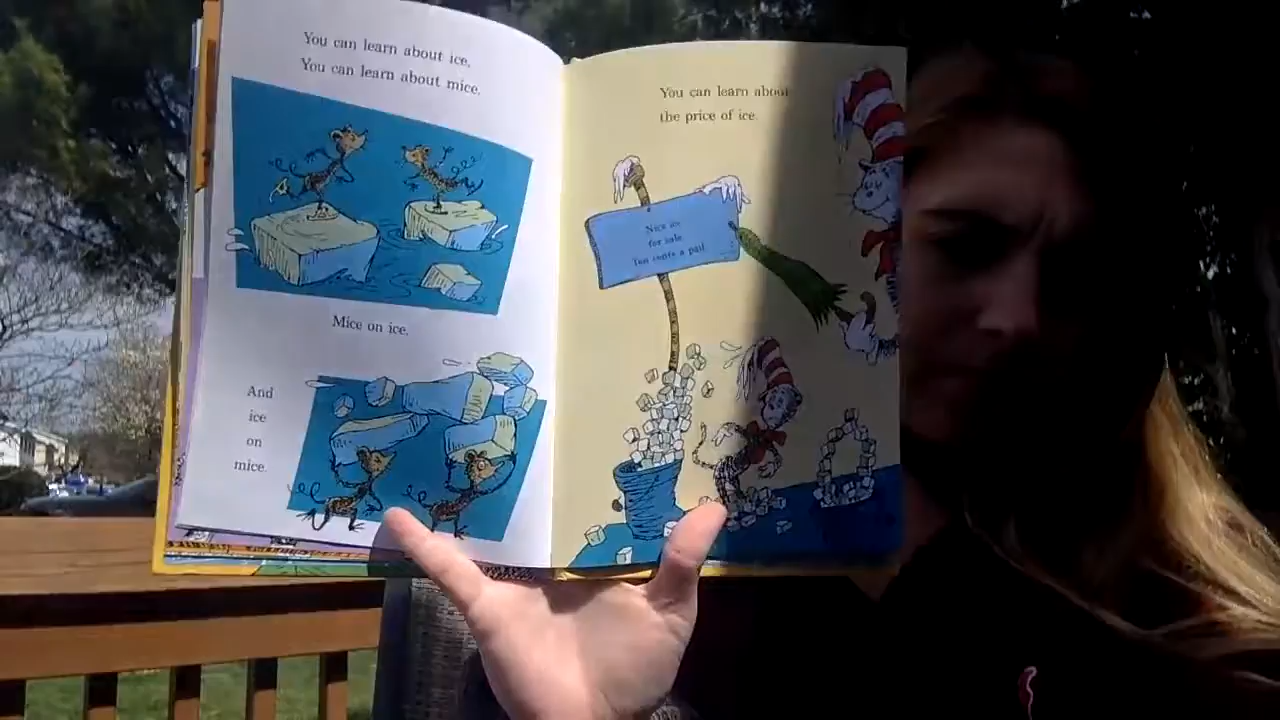 You can learn about ice,
You can learn about mice.
Mice on ice.
And
ice
on
mice.
You can learn about
the price of ice.
Nice ice
for sale
Ten cents a pail